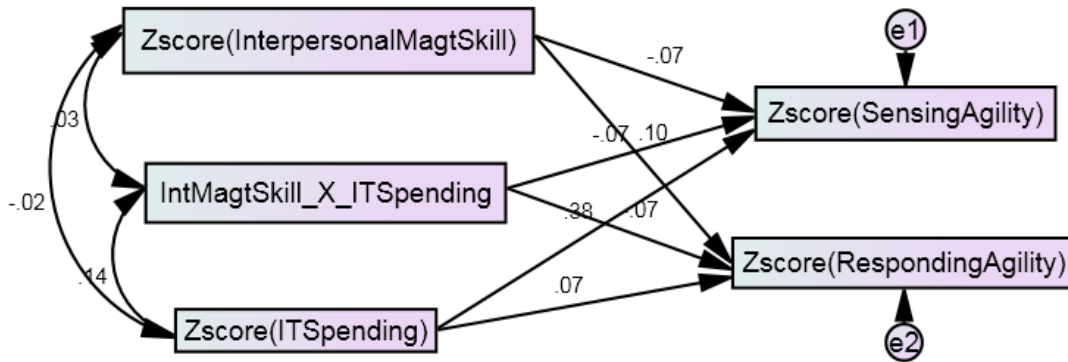 Zscore(InterpersonalMagtSkill)
e1
-.07
Zscore(SensingAgility)
.03
-.07
.10
IntMagtSkill_X_ITSpending
-.02
.38
-.07
Zscore(RespondingAgility)
.14
.07
Zscore(ITSpending)
e2